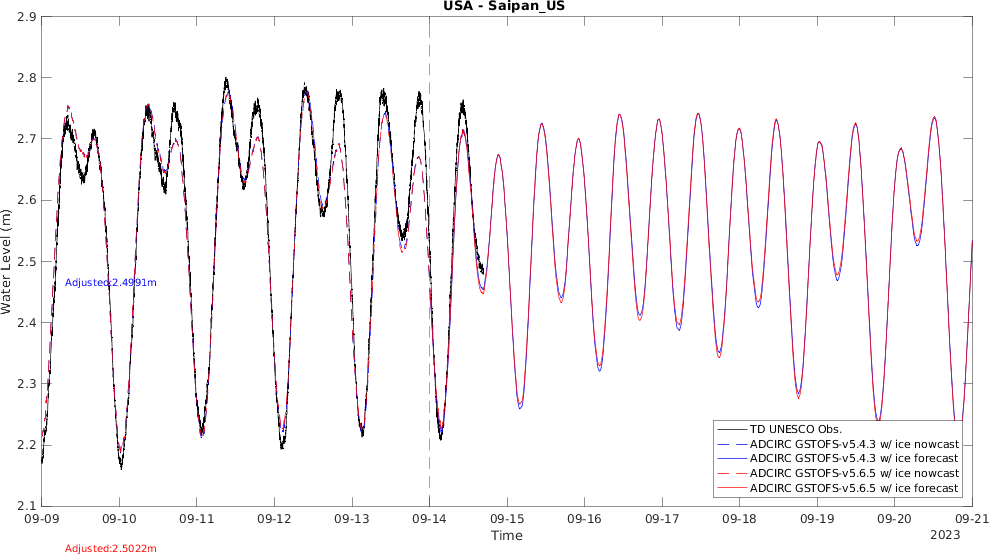 USA - Saipan_US
2.9
2.8
2.7
2.6
2.5
2.4
2.3
2.2
2.1
Water Level (m)
Adjusted:2.4991m
TD UNESCO Obs.
ADCIRC GSTOFS-v5.4.3 w/ ice nowcast
ADCIRC GSTOFS-v5.4.3 w/ ice forecast
ADCIRC GSTOFS-v5.6.5 w/ ice nowcast
ADCIRC GSTOFS-v5.6.5 w/ ice forecast
09-09 09-10 09-11 09-12 09-13 09-14 09-15 09-16 09-17 09-18 09-19 09-20 09-21
Time
2023
Adjusted:2.5022m